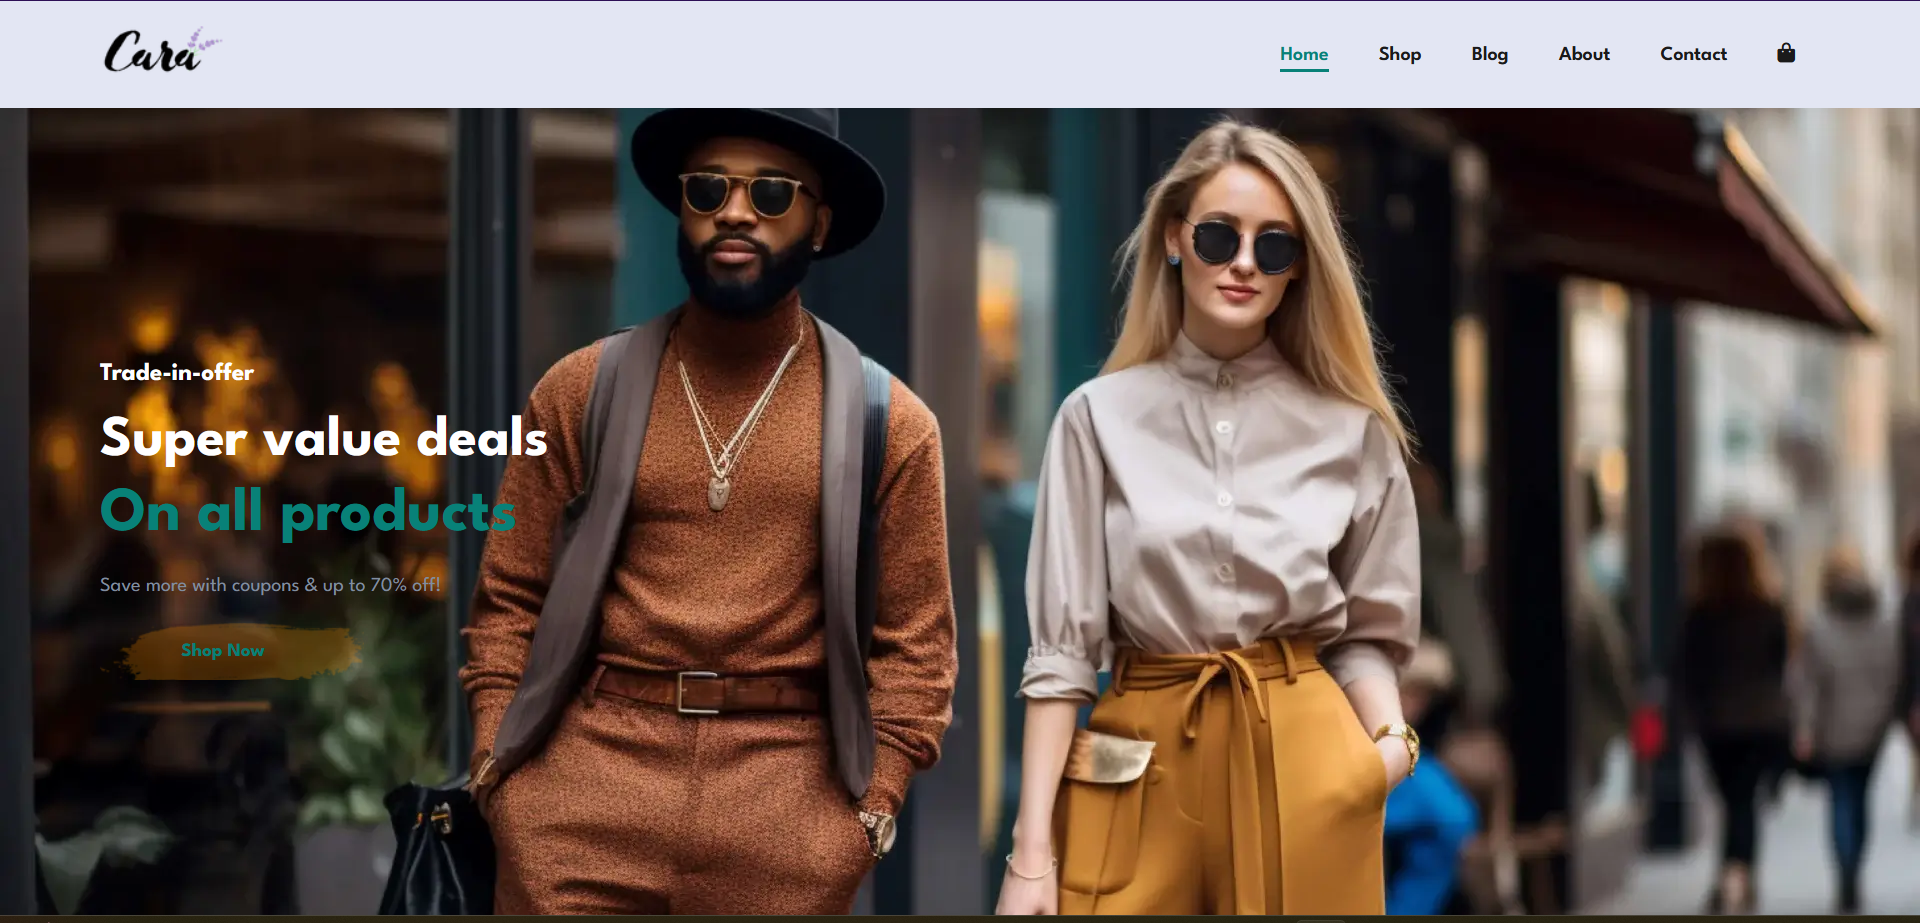 Cara
Home Shop Blog About Contact
Trade-in-offer
Super value deals
On all products
Save more with coupons & up to 70% off!
Shop Now